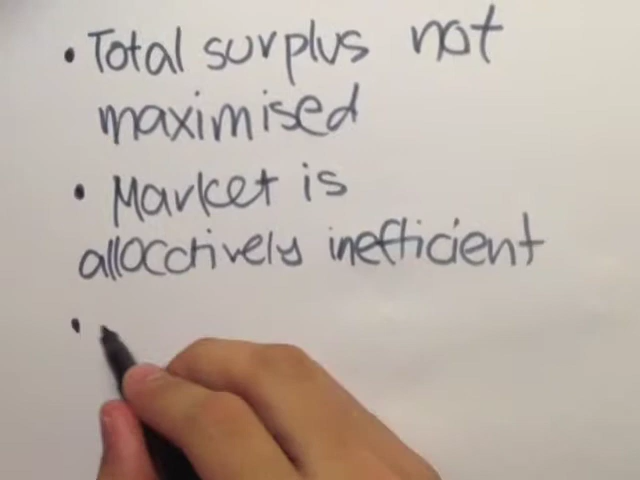 • Total surplus not
maximised
• Market is
allocctively inefficient
•